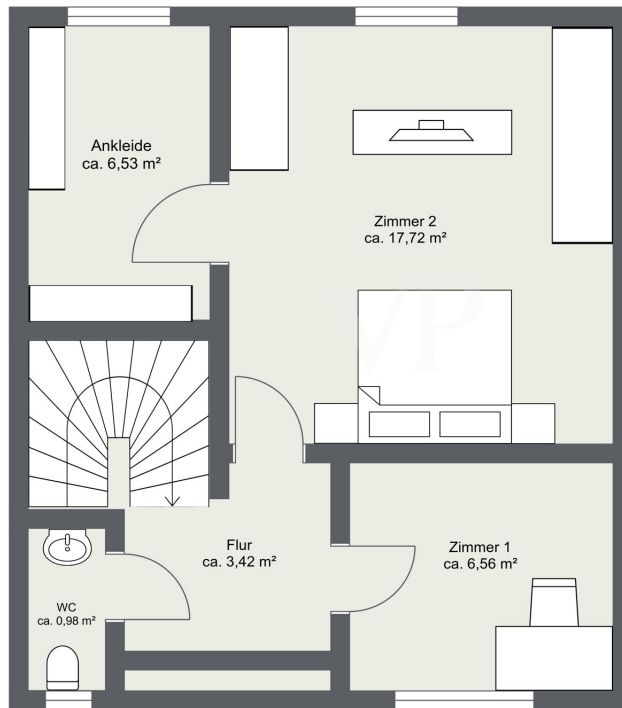 Ankleide
ca. 6,53 m²
Zimmer 2
ca. 17,72 m²
VP
Flur
ca. 3,42 m²
Zimmer 1
ca. 6,56 m²
WC
ca. 0,98 m²